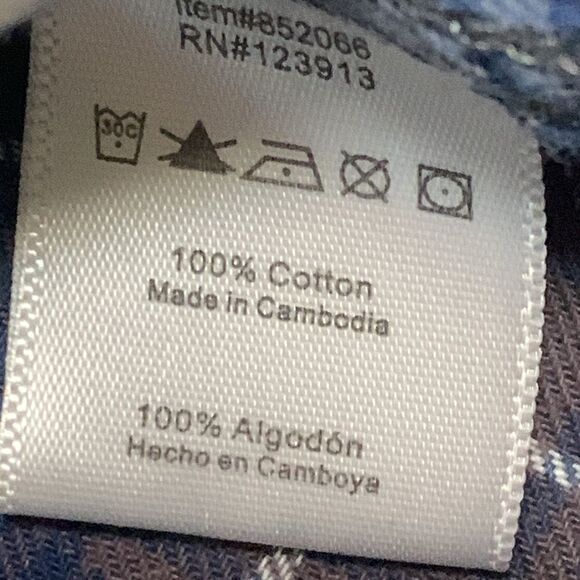 Item#852066
RN#123913
30C
100% Cotton
Made in Cambodia
100% Algodón
Hecho en Camboya